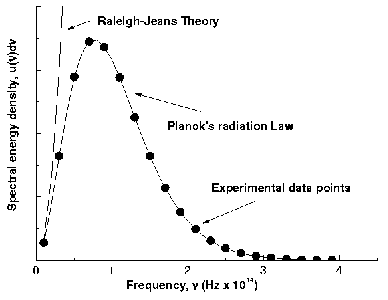 Raleigh-Jeans Theory
Planok's radiation Law
Experimental data points
Spectral energy density, u(ν)dν
0 1 2 3 4
Frequency, ν (Hz x 10¹⁴)